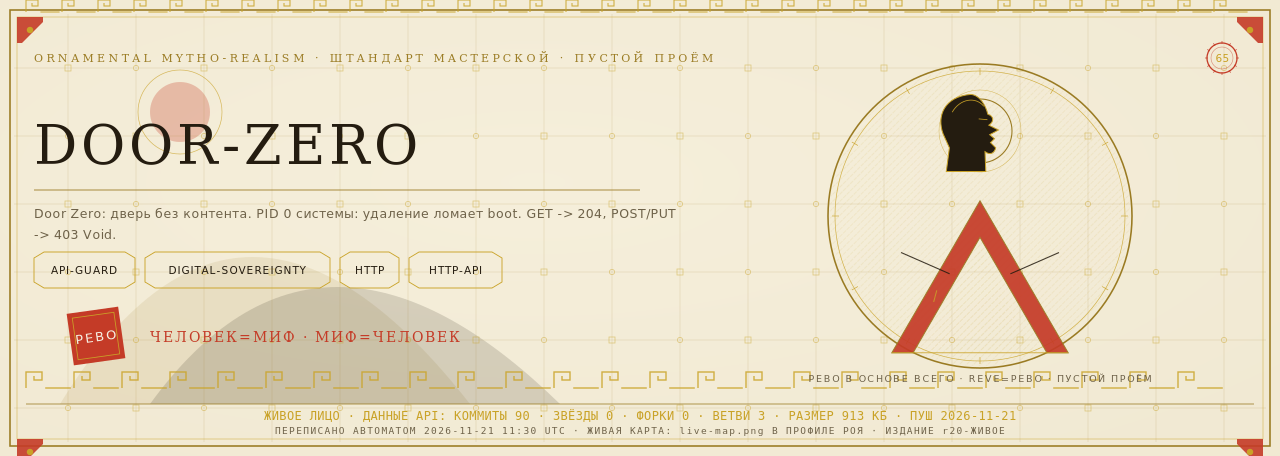 ORNAMENTAL MYTHO-REALISM · ШТАНДАРТ МАСТЕРСКОЙ · ПУСТОЙ ПРОЁМ
65
DOOR-ZERO
Door Zero: дверь без контента. PID 0 системы: удаление ломает boot. GET -> 204, POST/PUT
-> 403 Void.
API-GUARD
DIGITAL-SOVEREIGNTY
HTTP
HTTP-API
РЕВО
ЧЕЛОВЕК=МИФ · МИФ=ЧЕЛОВЕК
РЕВО В ОСНОВЕ ВСЕГО · REVE=РЕВО · ПУСТОЙ ПРОЁМ
ЖИВОЕ ЛИЦО · ДАННЫЕ API: КОММИТЫ 90 · ЗВЁЗДЫ 0 · ФОРКИ 0 · ВЕТВИ 3 · РАЗМЕР 913 КБ · ПУШ 2026-11-21
ПЕРЕПИСАНО АВТОМАТОМ 2026-11-21 11:30 UTC · ЖИВАЯ КАРТА: live-map.png В ПРОФИЛЕ РОЯ · ИЗДАНИЕ r20-ЖИВОЕ